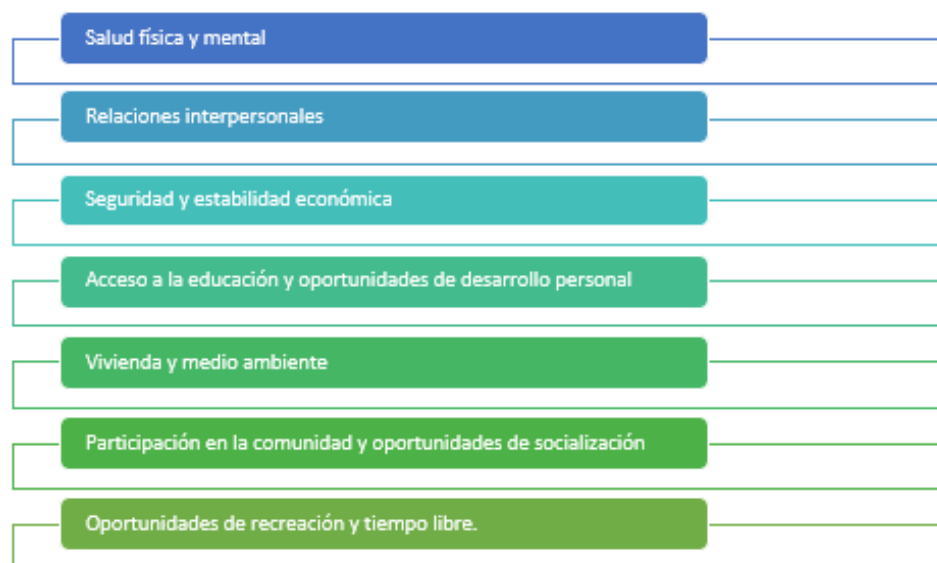 Salud física y mental
Relaciones interpersonales
Seguridad y estabilidad económica
Acceso a la educación y oportunidades de desarrollo personal
Vivienda y medio ambiente
Participación en la comunidad y oportunidades de socialización
Oportunidades de recreación y tiempo libre.